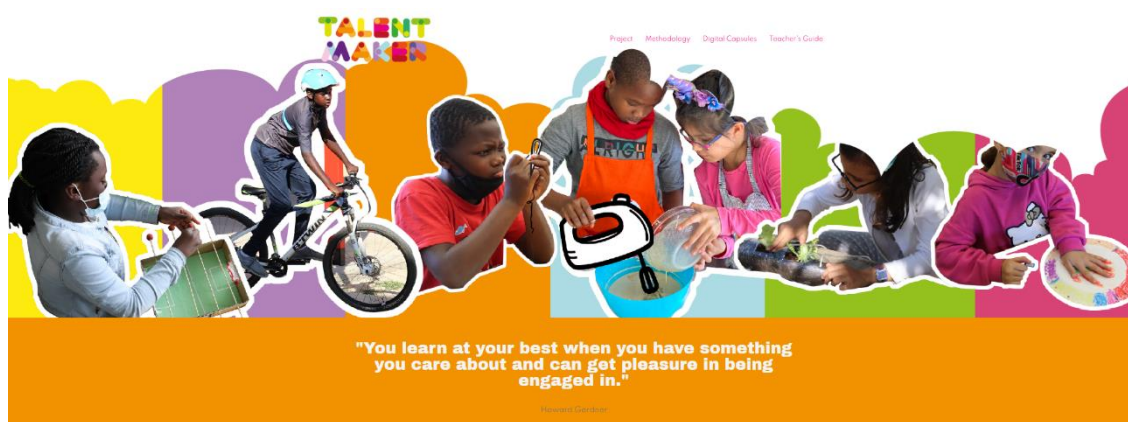 TALENT
MAKER
Project Methodology Digital Capsules Teacher's Guide
ALRIGHT
"You learn at your best when you have something
you care about and can get pleasure in being
engaged in."
Howard Gardner